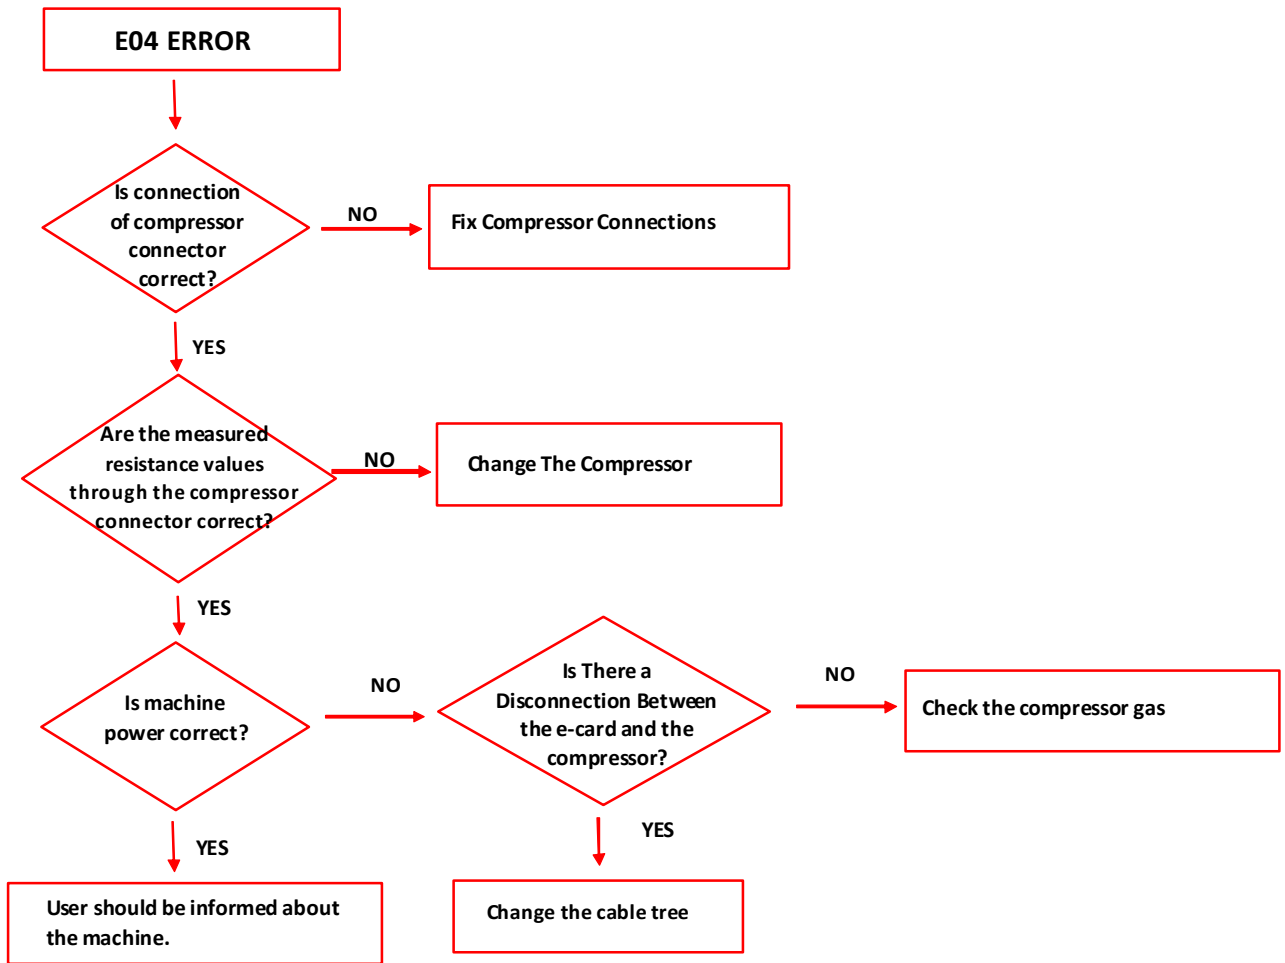 E04 ERROR
Is connection
of compressor
connector
correct?
NO
Fix Compressor Connections
YES
Are the measured
resistance values
through the compressor
connector correct?
NO
Change The Compressor
YES
Is machine
power correct?
NO
Is There a
Disconnection Between
the e-card and the
compressor?
NO
Check the compressor gas
YES
User should be informed about
the machine.
YES
Change the cable tree